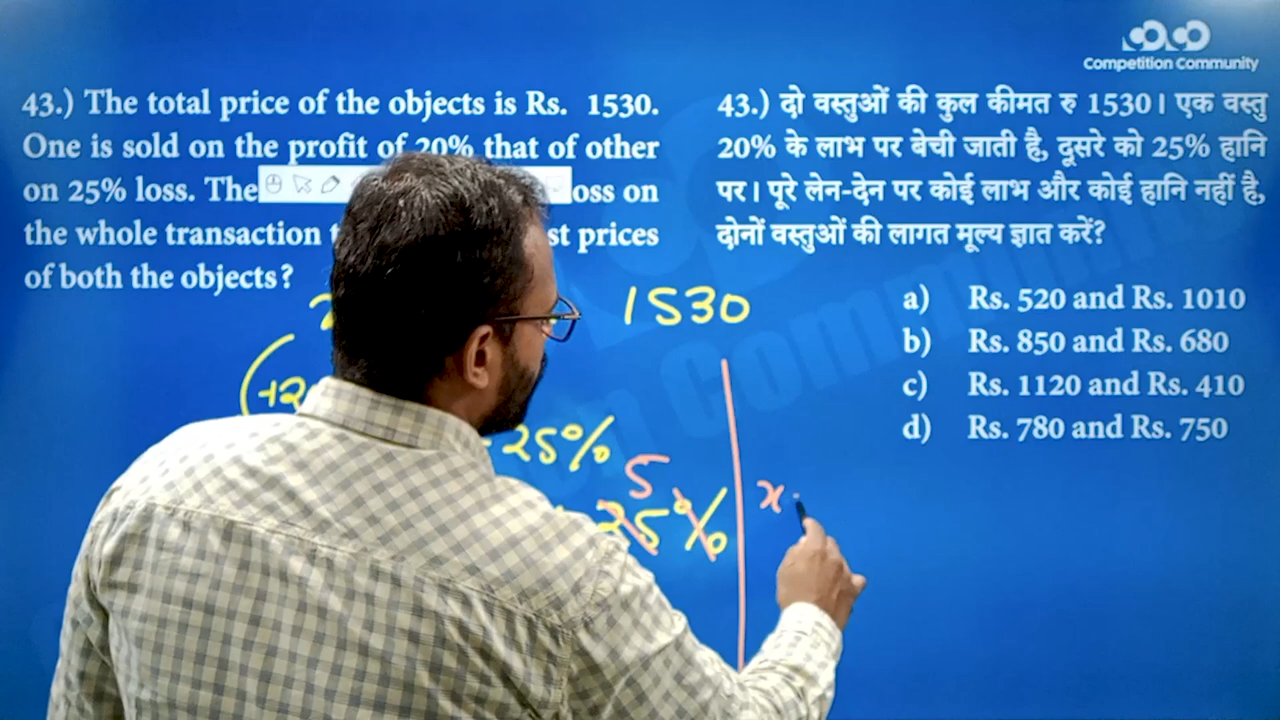 Competition Community
43.) The total price of the objects is Rs. 1530.
One is sold on the profit of 20% that of other
on 25% loss. The oss on
the whole transaction st prices
of both the objects?
43.) दो वस्तुओं की कुल कीमत रु 1530। एक वस्तु
20% के लाभ पर बेची जाती है, दूसरे को 25% हानि
पर। पूरे लेन-देन पर कोई लाभ और कोई हानि नहीं है,
दोनों वस्तुओं की लागत मूल्य ज्ञात करें?
a) Rs. 520 and Rs. 1010
b) Rs. 850 and Rs. 680
c) Rs. 1120 and Rs. 410
d) Rs. 780 and Rs. 750
1530
(+2
25%
5
25%
x